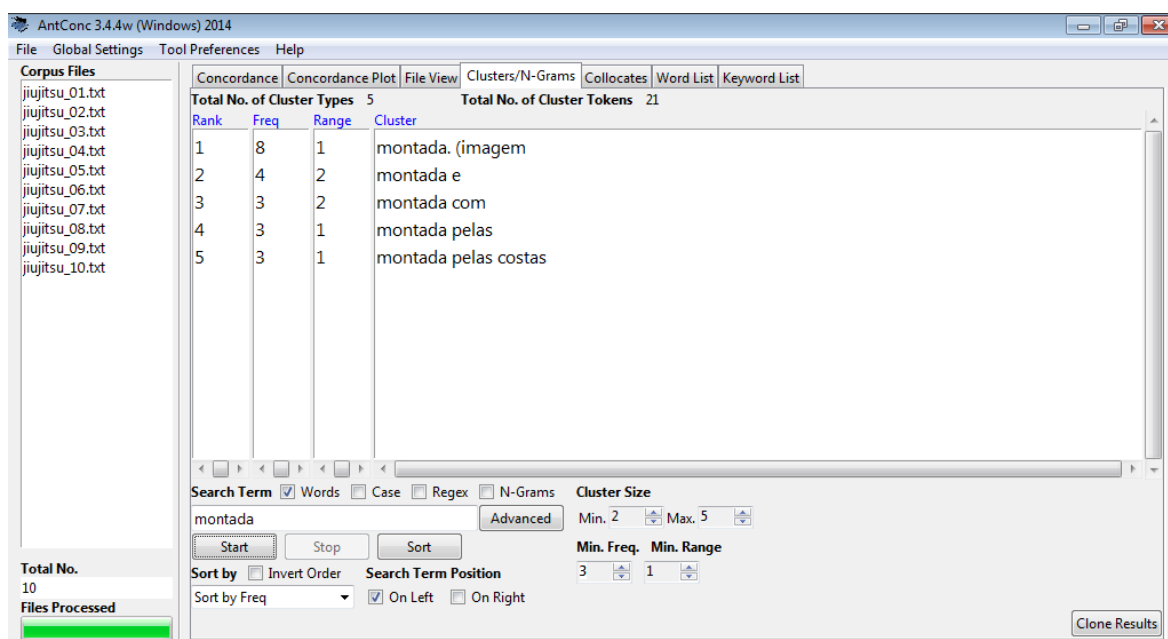 AntConc 3.4.4w (Windows) 2014
File Global Settings Tool Preferences Help
Corpus Files
jiujitsu_01.txt
jiujitsu_02.txt
jiujitsu_03.txt
jiujitsu_04.txt
jiujitsu_05.txt
jiujitsu_06.txt
jiujitsu_07.txt
jiujitsu_08.txt
jiujitsu_09.txt
jiujitsu_10.txt
Total No.
10
Files Processed
Concordance Concordance Plot File View Clusters/N-Grams Collocates Word List Keyword List
Total No. of Cluster Types 5 Total No. of Cluster Tokens 21
Rank Freq Range Cluster
1 8 1 montada. (imagem
2 4 2 montada e
3 3 2 montada com
4 3 1 montada pelas
5 3 1 montada pelas costas
Search Term Words Case Regex N-Grams Cluster Size
montada Advanced Min. 2 Max. 5
Start Stop Sort Min. Freq. Min. Range
Sort by Invert Order Search Term Position 3 1
Sort by Freq On Left On Right
Clone Results